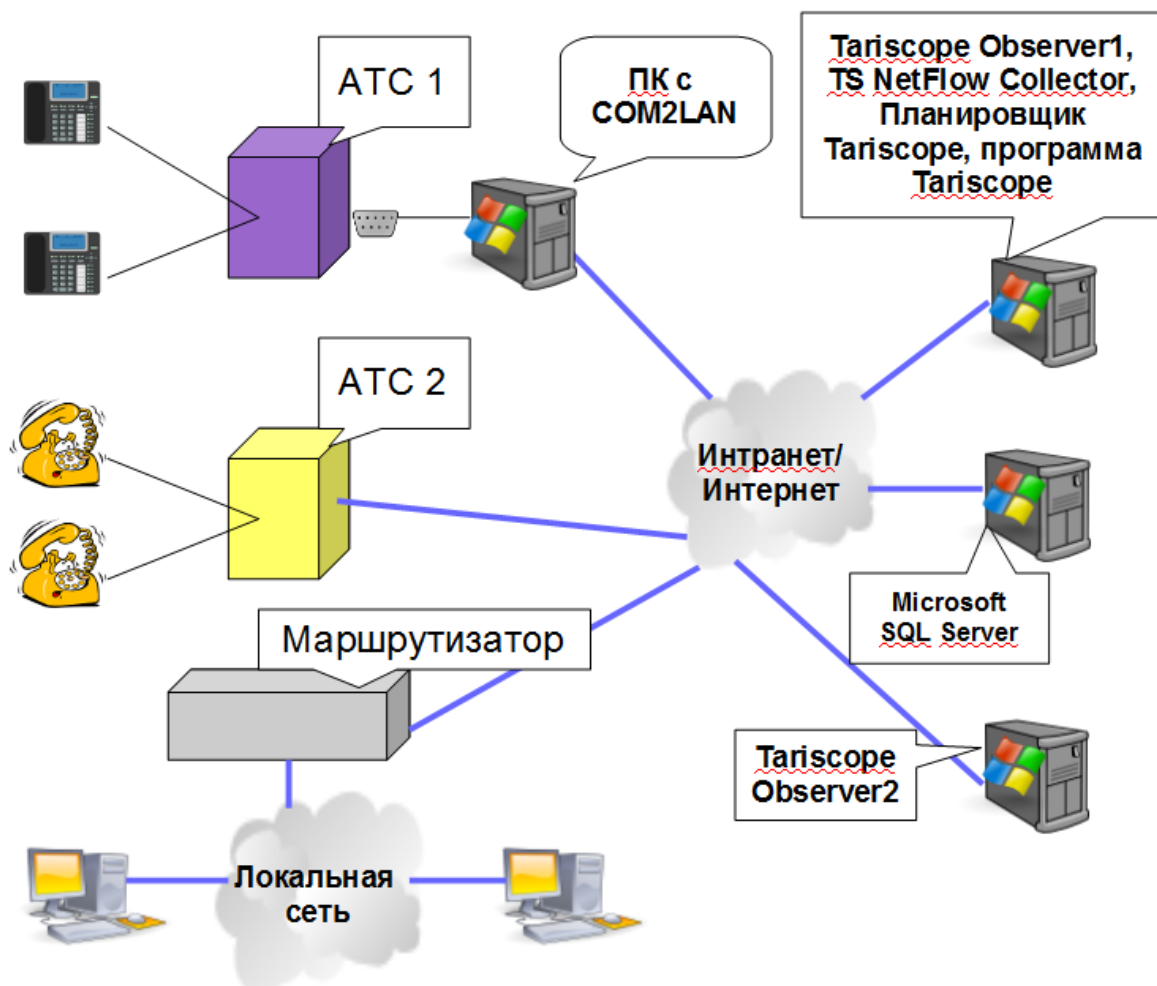 АТС 1
ПК с
COM2LAN
Tariscope Observer1,
TS NetFlow Collector,
Планировщик
Tariscope, программа
Tariscope
АТС 2
Интранет/
Интернет
Microsoft
SQL Server
Маршрутизатор
Tariscope
Observer2
Локальная
сеть